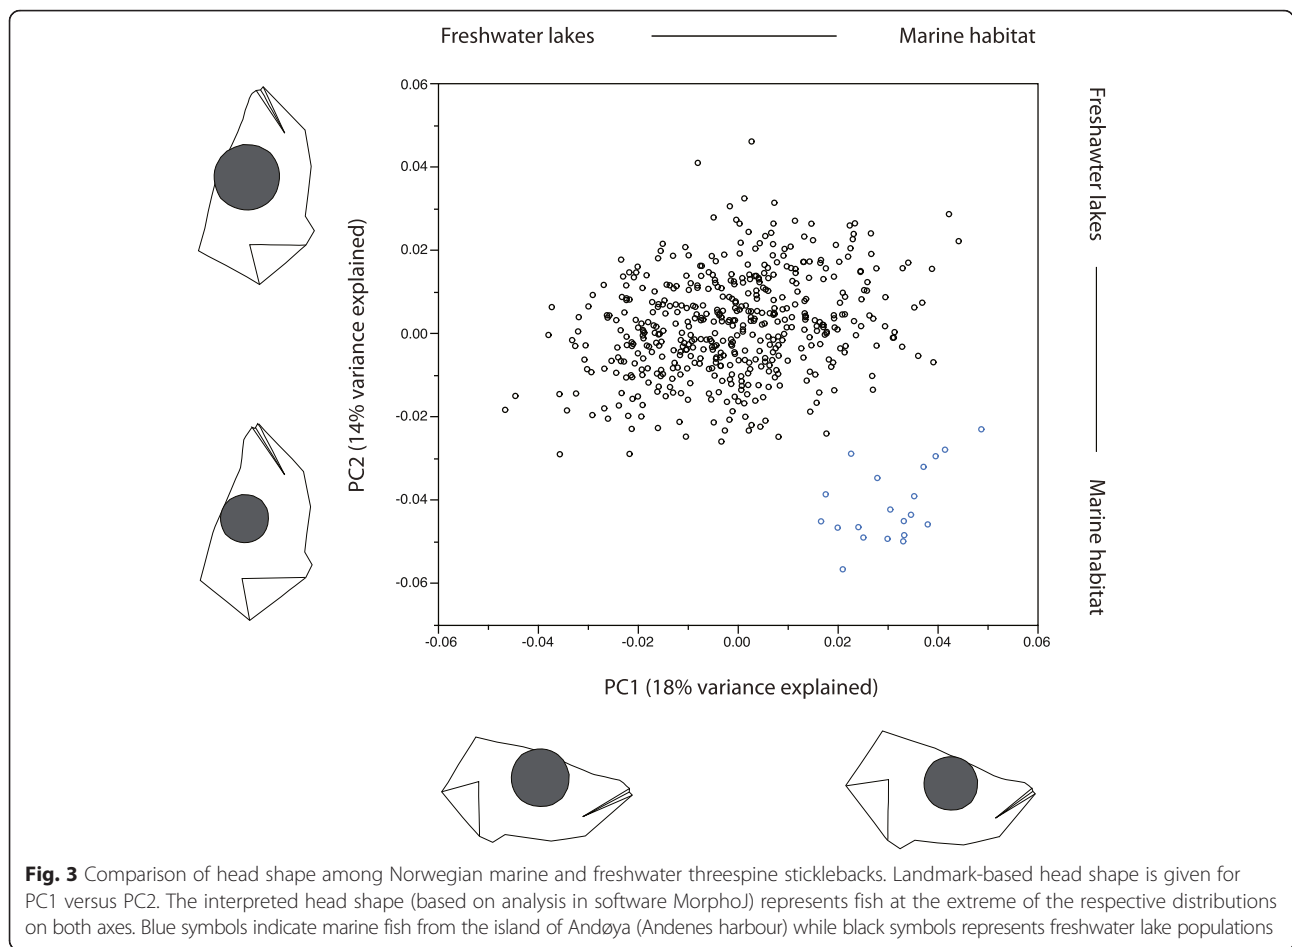 Freshwater lakes Marine habitat
0.06
0.04
0.02
0.00
-0.02
-0.04
-0.06
PC2 (14% variance explained)
Freshawter lakes
Marine habitat
-0.06 -0.04 -0.02 0.00 0.02 0.04 0.06
PC1 (18% variance explained)
Fig. 3 Comparison of head shape among Norwegian marine and freshwater threespine sticklebacks. Landmark-based head shape is given for
PC1 versus PC2. The interpreted head shape (based on analysis in software MorphoJ) represents fish at the extreme of the respective distributions
on both axes. Blue symbols indicate marine fish from the island of Andøya (Andenes harbour) while black symbols represents freshwater lake populations